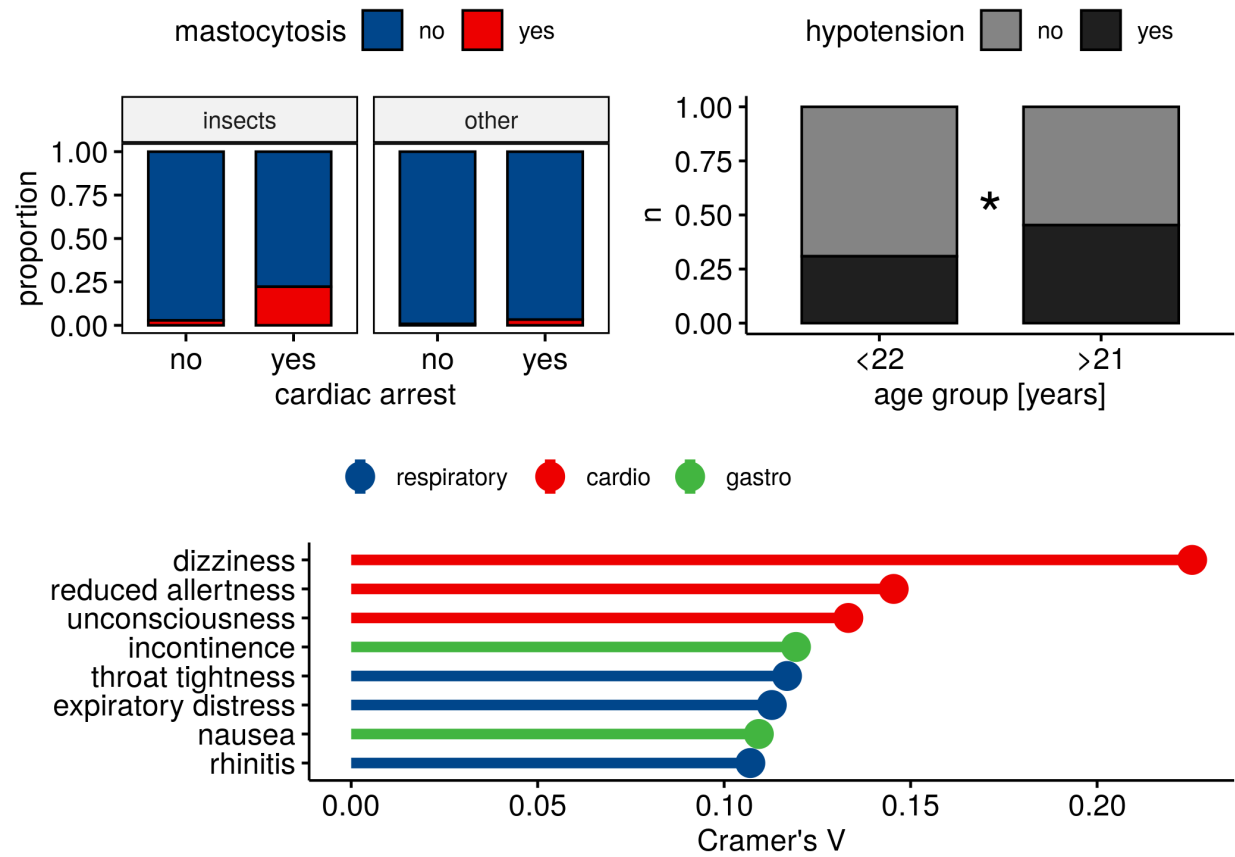 mastocytosis no yes
insects other
1.00
0.75
0.50
0.25
0.00
proportion
no yes no yes
cardiac arrest
hypotension no yes
1.00
0.75
0.50
0.25
0.00
n
*
<22 >21
age group [years]
respiratory cardio gastro
dizziness
reduced allertness
unconsciousness
incontinence
throat tightness
expiratory distress
nausea
rhinitis
0.00 0.05 0.10 0.15 0.20
Cramer's V